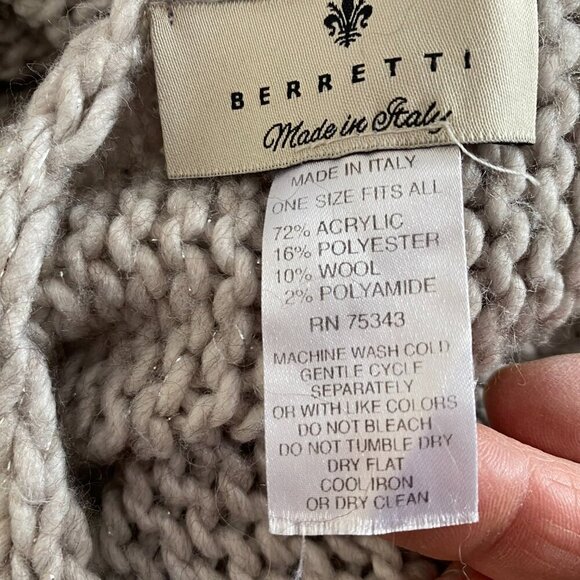 BERRETTI
Made in Italy
MADE IN ITALY
ONE SIZE FITS ALL
72% ACRYLIC
16% POLYESTER
10% WOOL
2% POLYAMIDE
RN 75343
MACHINE WASH COLD
GENTLE CYCLE
SEPARATELY
OR WITH LIKE COLORS
DO NOT BLEACH
DO NOT TUMBLE DRY
DRY FLAT
COOL IRON
OR DRY CLEAN